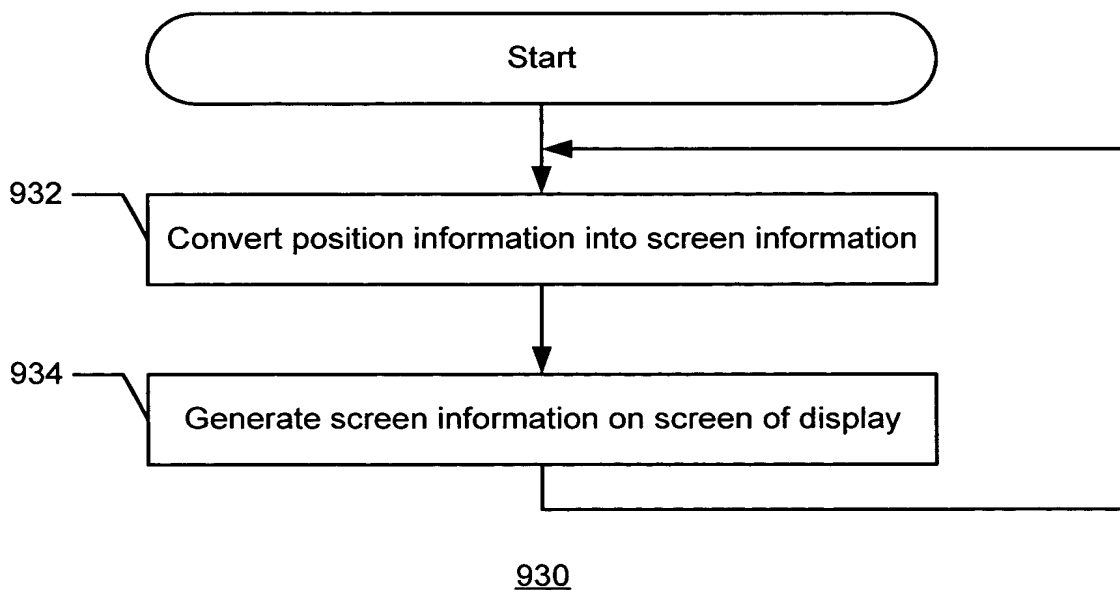 Start
932
Convert position information into screen information
934
Generate screen information on screen of display
930